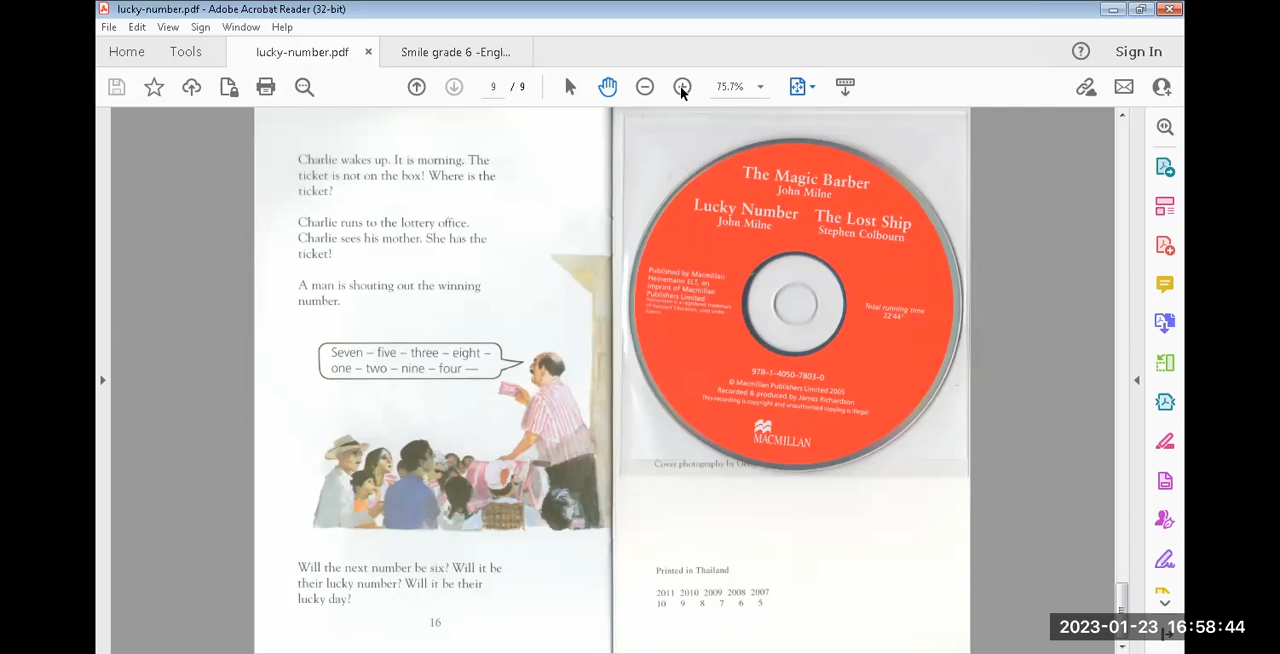 lucky-number.pdf - Adobe Acrobat Reader (32-bit)
File Edit View Window Sign Help
Home Tools lucky-number.pdf × Smile grade 6 -Engl... Sign In
9 / 9 75.7%
Charlie wakes up. It is morning. The
ticket is not on the box! Where is the
ticket?
Charlie runs to the lottery office.
Charlie sees his mother. She has the
ticket!
A man is shouting out the winning
number.
Seven – five – three – eight –
one – two – nine – four —
Will the next number be six? Will it be
their lucky number? Will it be their
lucky day?
16
The Magic Barber
John Milne
Lucky Number
John Milne
The Lost Ship
Stephen Colbourn
Published by Macmillan
Heinemann ELT, an
imprint of Macmillan
Publishers Limited
Total running time
22'44"
978-1-4050-7803-0
© Macmillan Publishers Limited 2005
Recorded & produced by James Richardson
This recording is copyright and unauthorised copying is illegal
MACMILLAN
Cover photography by
Printed in Thailand
2011 2010 2009 2008 2007
10 9 8 7 6 5
2023-01-23 16:58:44